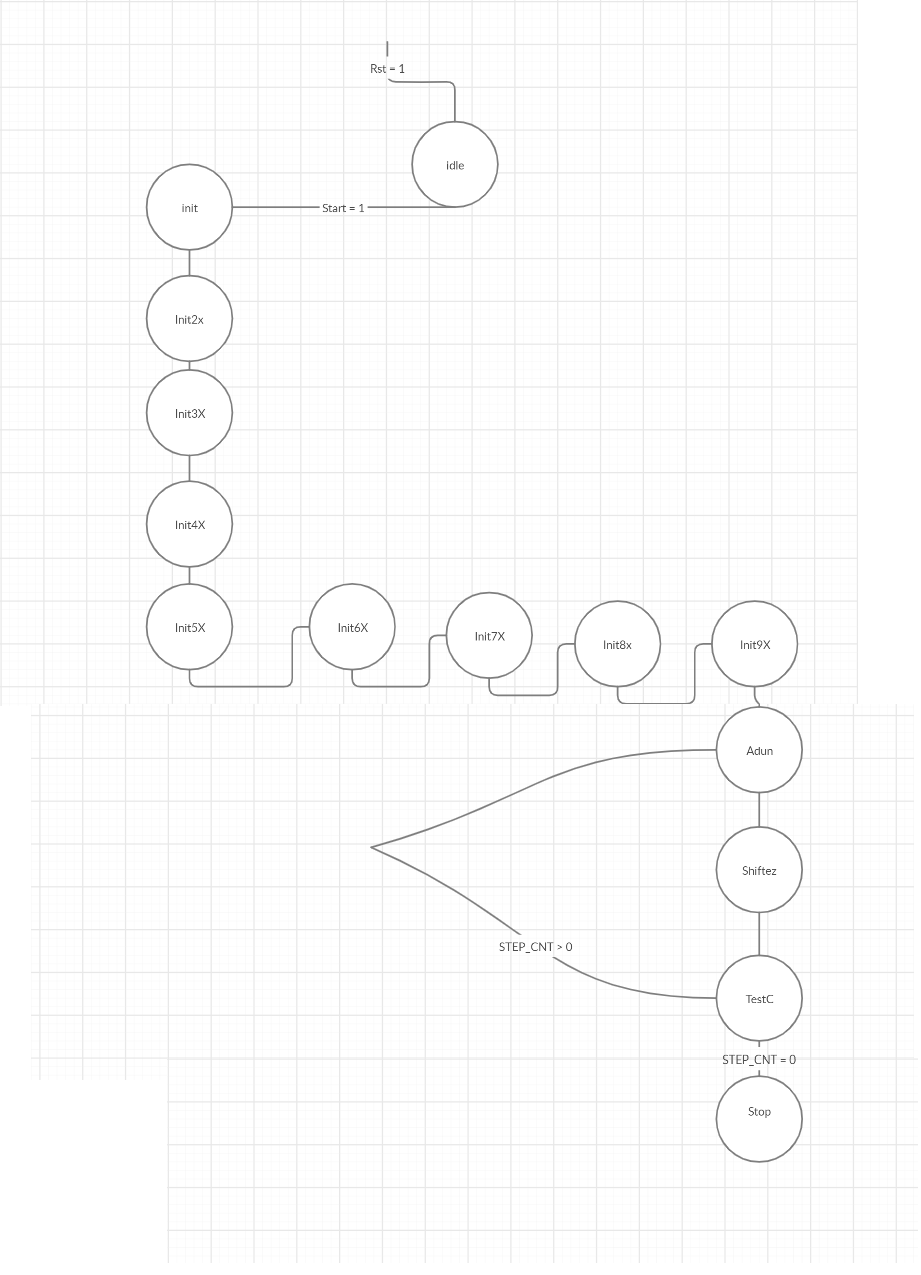 Rst = 1
idle
init
Start = 1
Init2x
Init3X
Init4X
Init5X
Init6X
Init7X
Init8x
Init9X
Adun
Shiftez
STEP_CNT > 0
TestC
STEP_CNT = 0
Stop